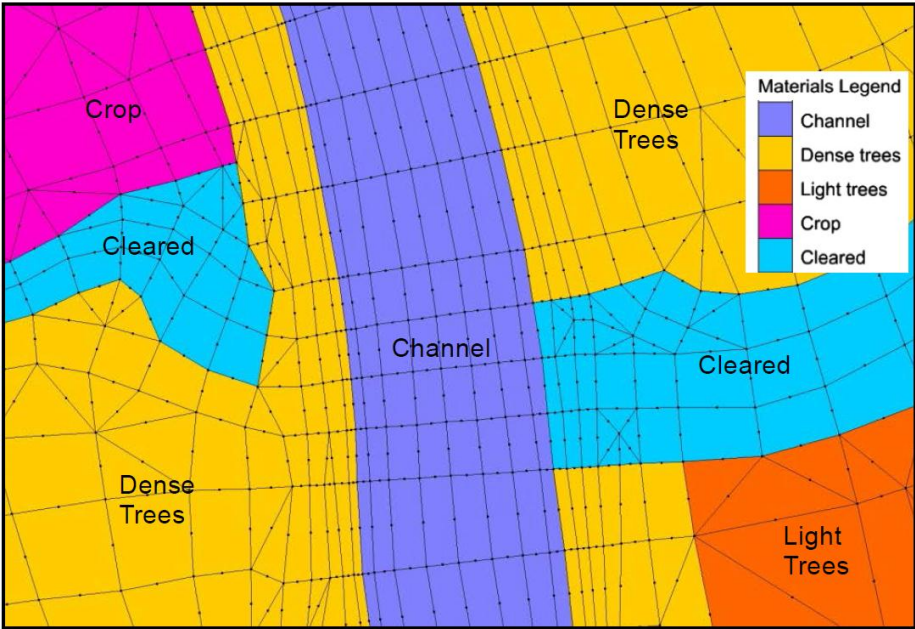 Crop
Dense
Trees
Materials Legend
Channel
Dense trees
Light trees
Crop
Cleared
Cleared
Channel
Cleared
Dense
Trees
Light
Trees